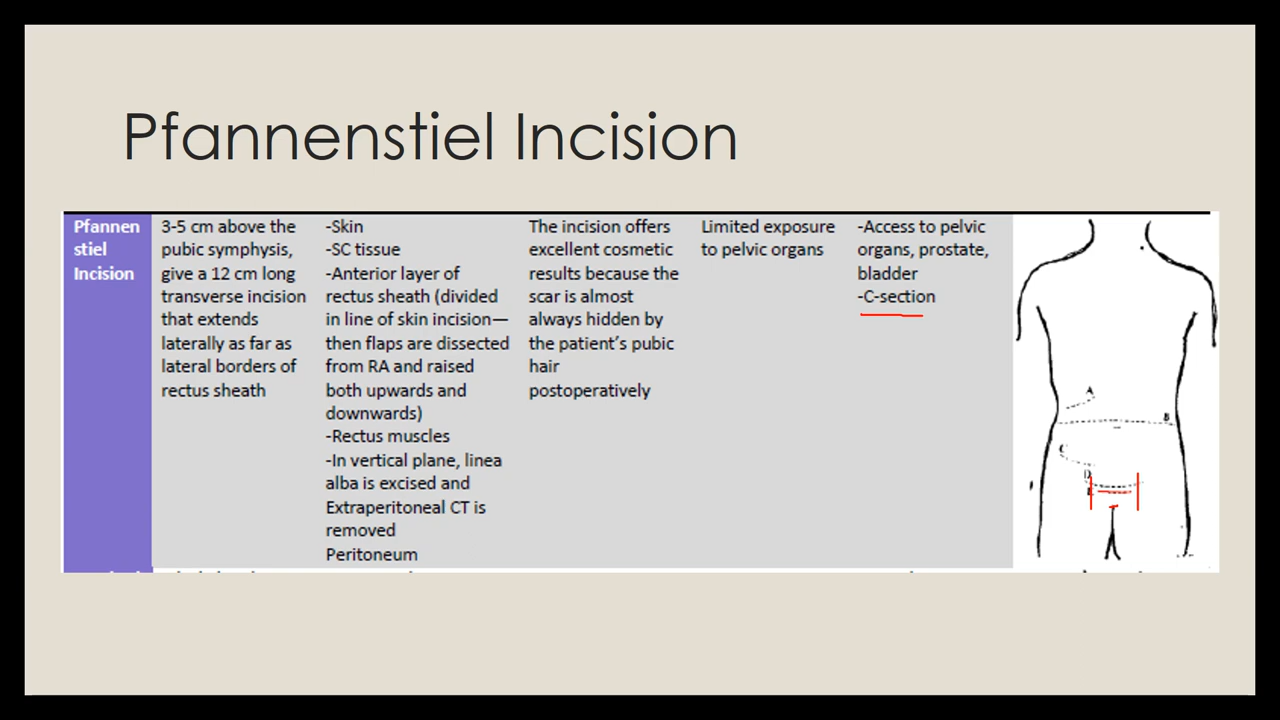 Pfannenstiel Incision
Pfannen
stiel
Incision
3-5 cm above the
pubic symphysis,
give a 12 cm long
transverse incision
that extends
laterally as far as
lateral borders of
rectus sheath
-Skin
-SC tissue
-Anterior layer of
rectus sheath (divided
in line of skin incision—
then flaps are dissected
from RA and raised
both upwards and
downwards)
-Rectus muscles
-In vertical plane, linea
alba is excised and
Extraperitoneal CT is
removed
Peritoneum
The incision offers
excellent cosmetic
results because the
scar is almost
always hidden by
the patient’s pubic
hair
postoperatively
Limited exposure
to pelvic organs
-Access to pelvic
organs, prostate,
bladder
-C-section
A
B
C
D